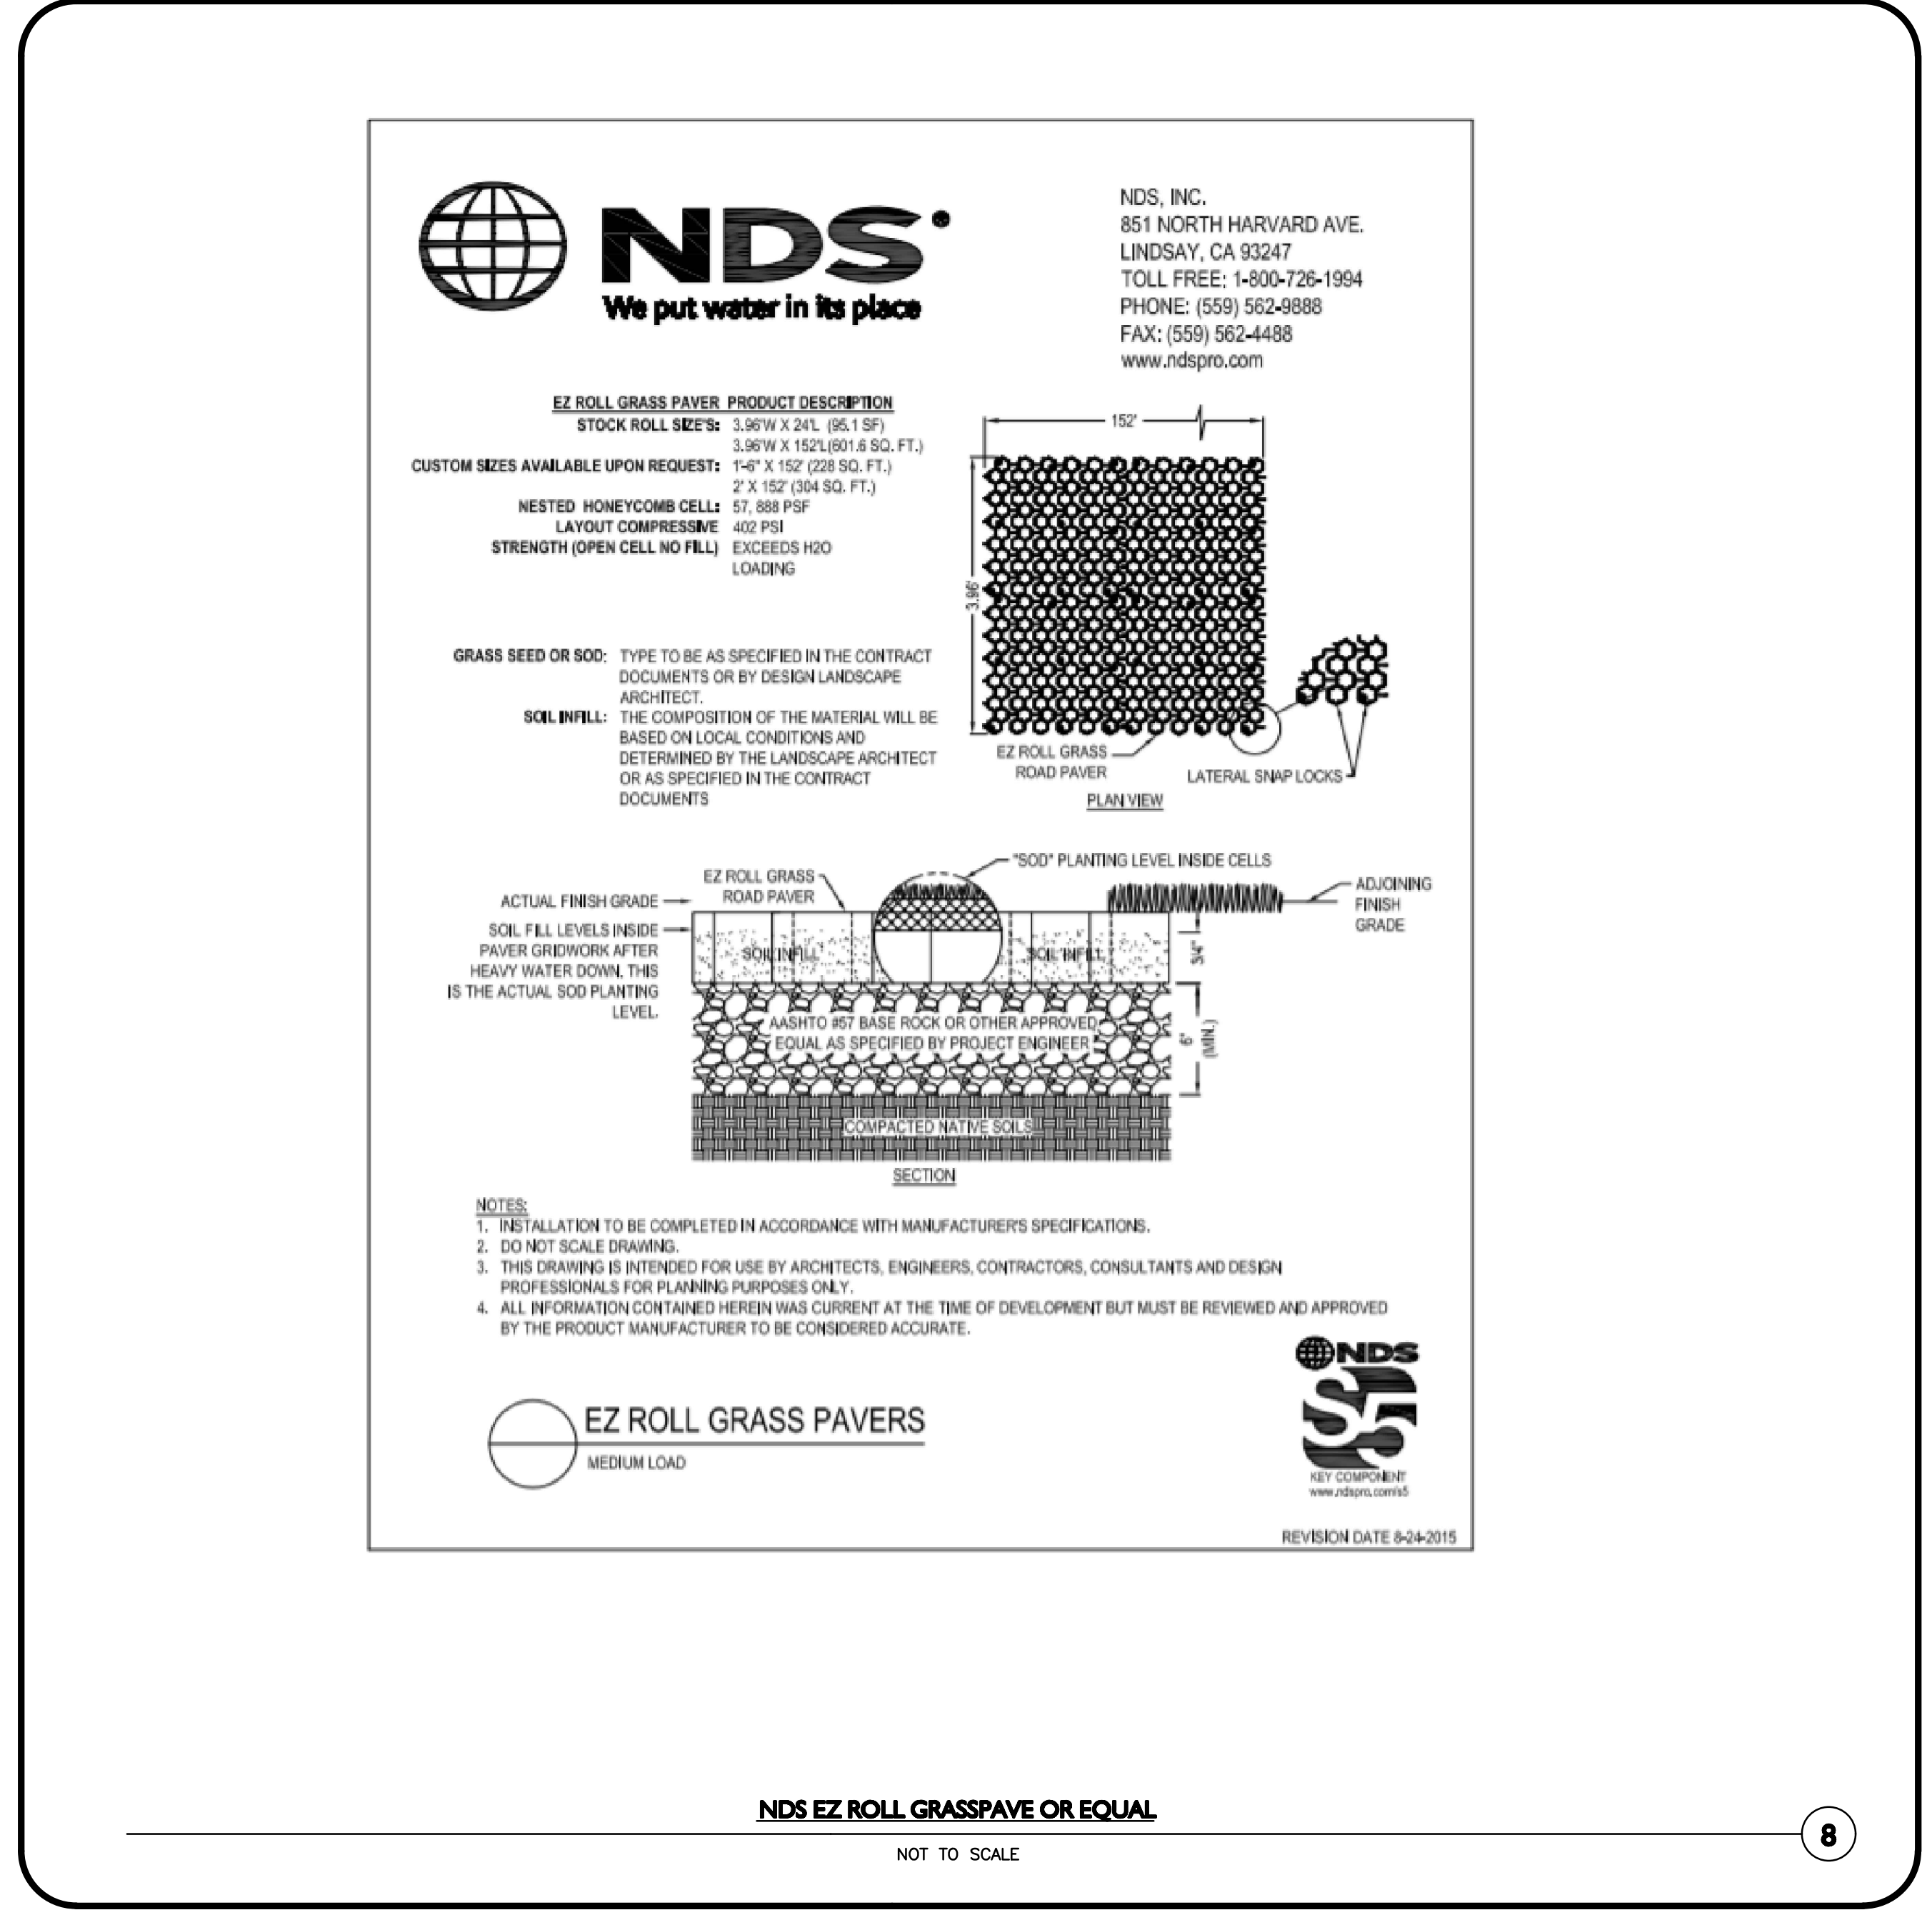 NDS
We put water in its place
NDS, INC.
851 NORTH HARVARD AVE.
LINDSAY, CA 93247
TOLL FREE: 1-800-726-1994
PHONE: (559) 562-9888
FAX: (559) 562-4488
www.ndspro.com
EZ ROLL GRASS PAVER PRODUCT DESCRIPTION
STOCK ROLL SIZE'S: 3.96'W X 24'L (95.1 SF)
3.96'W X 152'L(601.6 SQ. FT.)
CUSTOM SIZES AVAILABLE UPON REQUEST: 1'-6" X 152' (228 SQ. FT.)
2' X 152' (304 SQ. FT.)
NESTED HONEYCOMB CELL: 57, 888 PSF
LAYOUT COMPRESSIVE 402 PSI
STRENGTH (OPEN CELL NO FILL) EXCEEDS H2O
LOADING
GRASS SEED OR SOD: TYPE TO BE AS SPECIFIED IN THE CONTRACT
DOCUMENTS OR BY DESIGN LANDSCAPE
ARCHITECT.
SOIL INFILL: THE COMPOSITION OF THE MATERIAL WILL BE
BASED ON LOCAL CONDITIONS AND
DETERMINED BY THE LANDSCAPE ARCHITECT
OR AS SPECIFIED IN THE CONTRACT
DOCUMENTS
152'
3.96'
EZ ROLL GRASS
ROAD PAVER
LATERAL SNAP LOCKS
PLAN VIEW
"SOD" PLANTING LEVEL INSIDE CELLS
EZ ROLL GRASS
ROAD PAVER
ACTUAL FINISH GRADE
SOIL FILL LEVELS INSIDE
PAVER GRIDWORK AFTER
HEAVY WATER DOWN. THIS
IS THE ACTUAL SOD PLANTING
LEVEL.
ADJOINING
FINISH
GRADE
SOIL INFILL
SOIL INFILL
3/4"
AASHTO #57 BASE ROCK OR OTHER APPROVED
EQUAL AS SPECIFIED BY PROJECT ENGINEER
6"
(MIN.)
COMPACTED NATIVE SOILS
SECTION
NOTES:
1. INSTALLATION TO BE COMPLETED IN ACCORDANCE WITH MANUFACTURER'S SPECIFICATIONS.
2. DO NOT SCALE DRAWING.
3. THIS DRAWING IS INTENDED FOR USE BY ARCHITECTS, ENGINEERS, CONTRACTORS, CONSULTANTS AND DESIGN
PROFESSIONALS FOR PLANNING PURPOSES ONLY.
4. ALL INFORMATION CONTAINED HEREIN WAS CURRENT AT THE TIME OF DEVELOPMENT BUT MUST BE REVIEWED AND APPROVED
BY THE PRODUCT MANUFACTURER TO BE CONSIDERED ACCURATE.
EZ ROLL GRASS PAVERS
MEDIUM LOAD
NDS
S5
KEY COMPONENT
www.ndspro.com/s5
REVISION DATE 8-24-2015
NDS EZ ROLL GRASSPAVE OR EQUAL
8
NOT TO SCALE